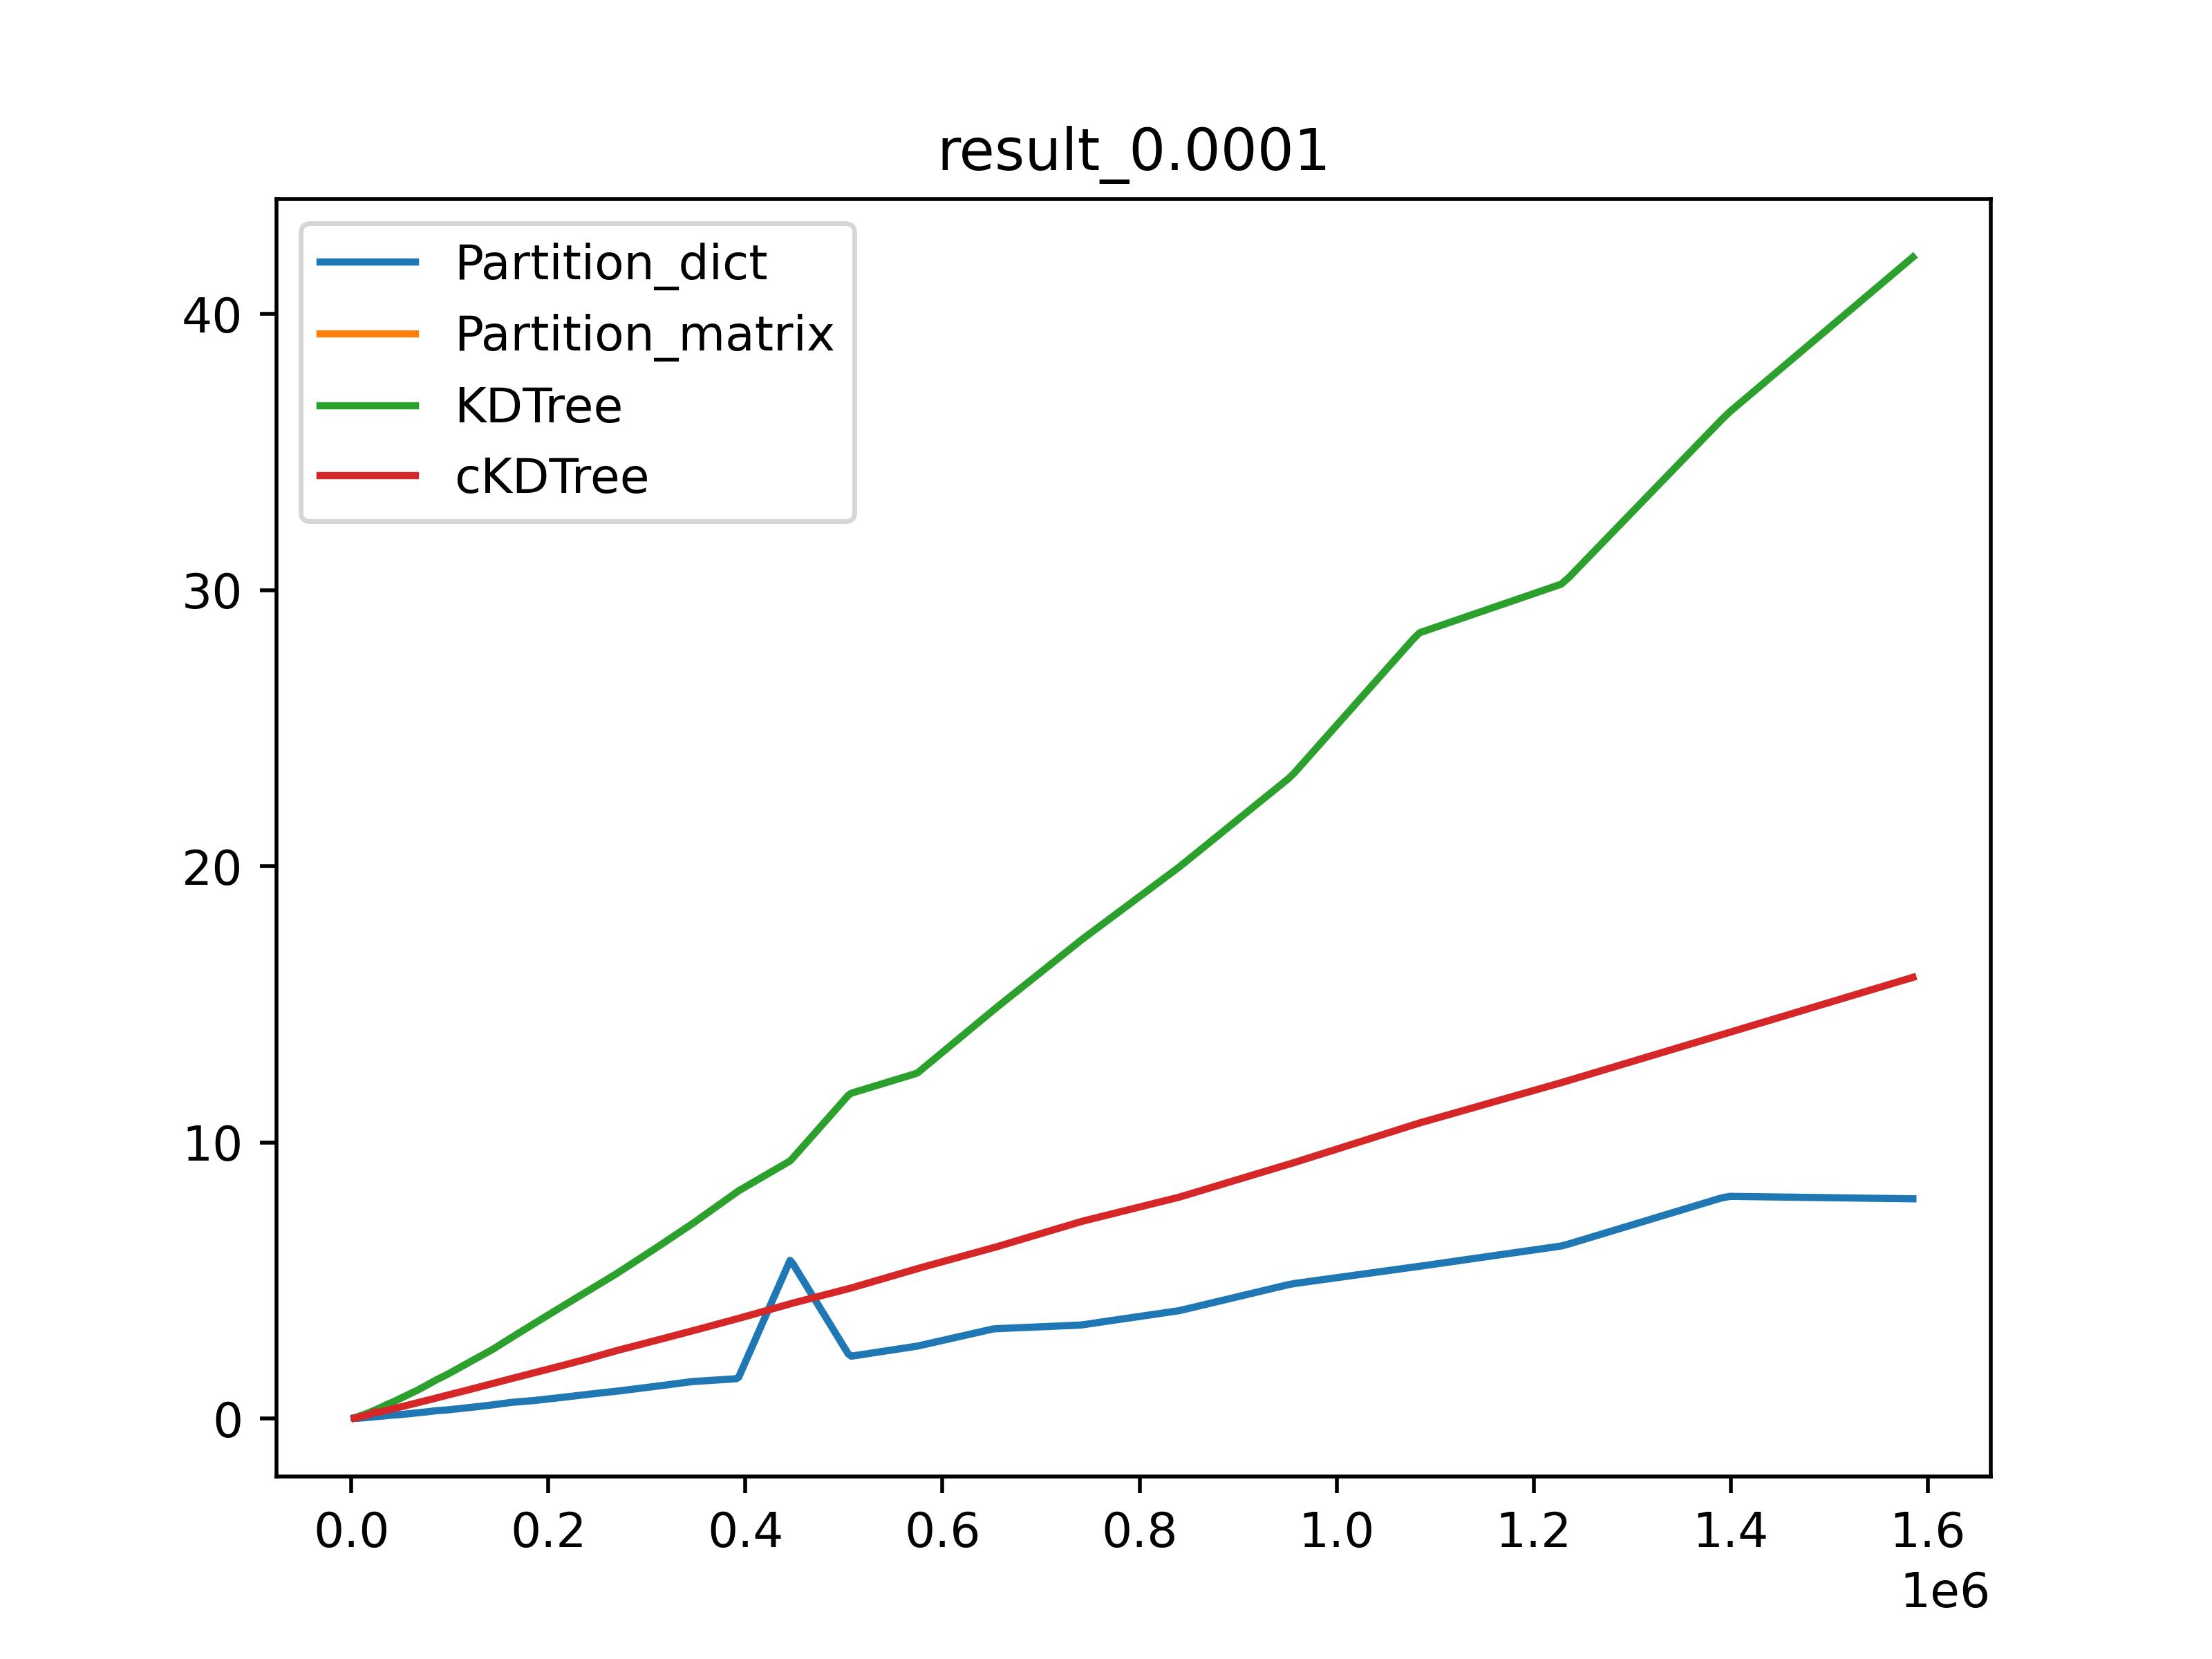 result_0.0001
Partition_dict
Partition_matrix
KDTree
cKDTree
40
30
20
10
0
0.0 0.2 0.4 0.6 0.8 1.0 1.2 1.4 1.6
1e6